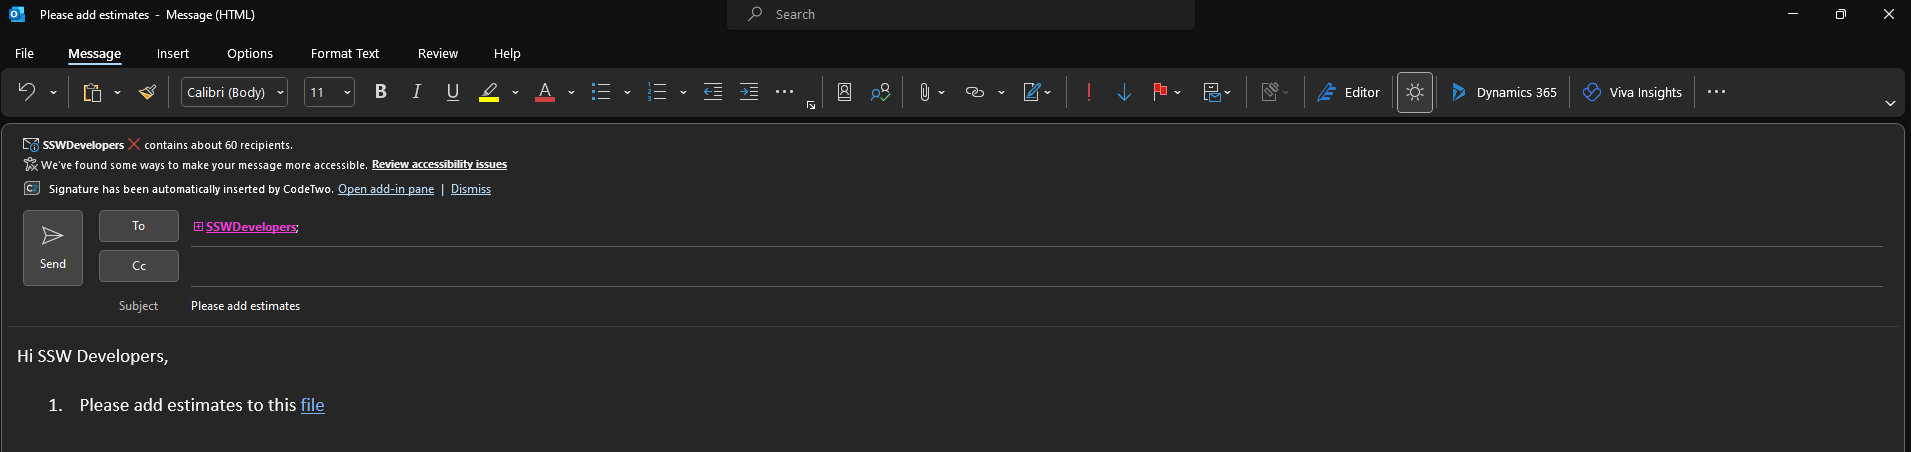 Please add estimates - Message (HTML)
Search
File Message Insert Options Format Text Review Help
Calibri (Body) 11 B I U A Editor Dynamics 365 Viva Insights
SSWDevelopers contains about 60 recipients.
We've found some ways to make your message more accessible. Review accessibility issues
C2 Signature has been automatically inserted by CodeTwo. Open add-in pane | Dismiss
To SSWDevelopers;
Send
Cc
Subject Please add estimates
Hi SSW Developers,
1. Please add estimates to this file